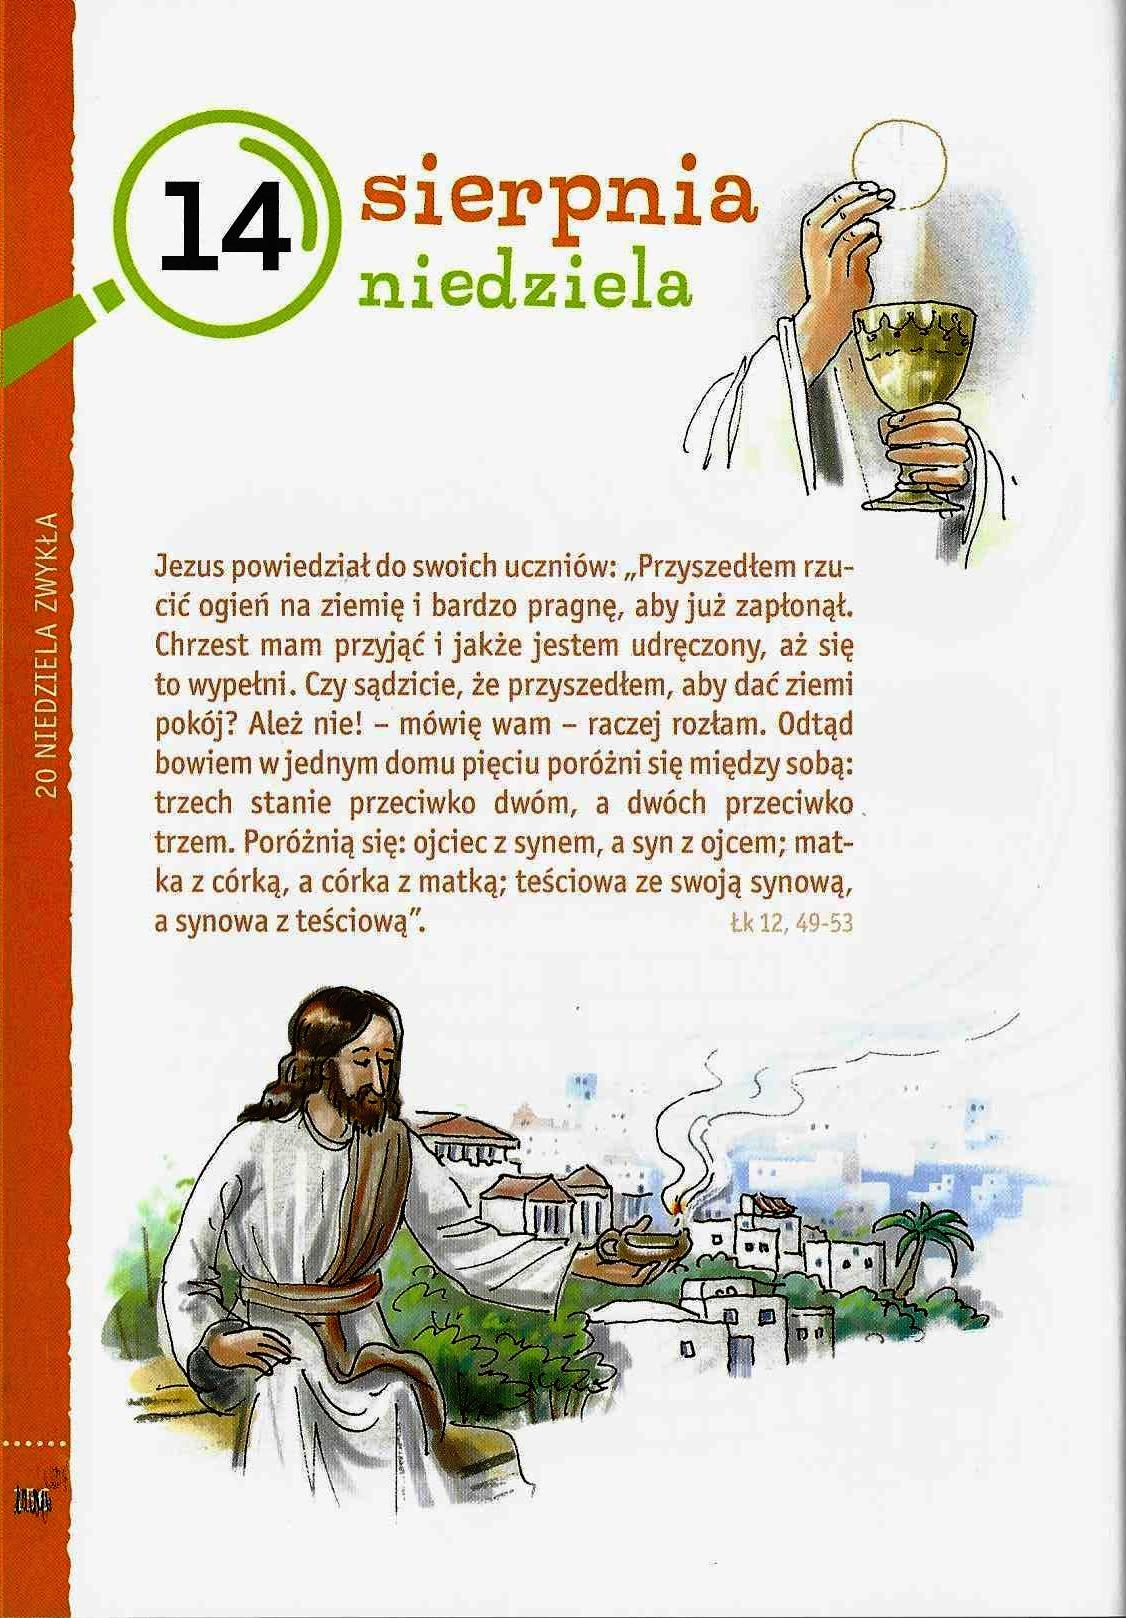 14
sierpnia
niedziela
20 NIEDZIELA ZWYKŁA
Jezus powiedział do swoich uczniów: „Przyszedłem rzu-
cić ogień na ziemię i bardzo pragnę, aby już zapłonął.
Chrzest mam przyjąć i jakże jestem udręczony, aż się
to wypełni. Czy sądzicie, że przyszedłem, aby dać ziemi
pokój? Ależ nie! – mówię wam – raczej rozłam. Odtąd
bowiem w jednym domu pięciu poróżni się między sobą:
trzech stanie przeciwko dwóm, a dwóch przeciwko
trzem. Poróżnią się: ojciec z synem, a syn z ojcem; mat-
ka z córką, a córka z matką; teściowa ze swoją synową,
a synowa z teściową”.
Łk 12, 49-53